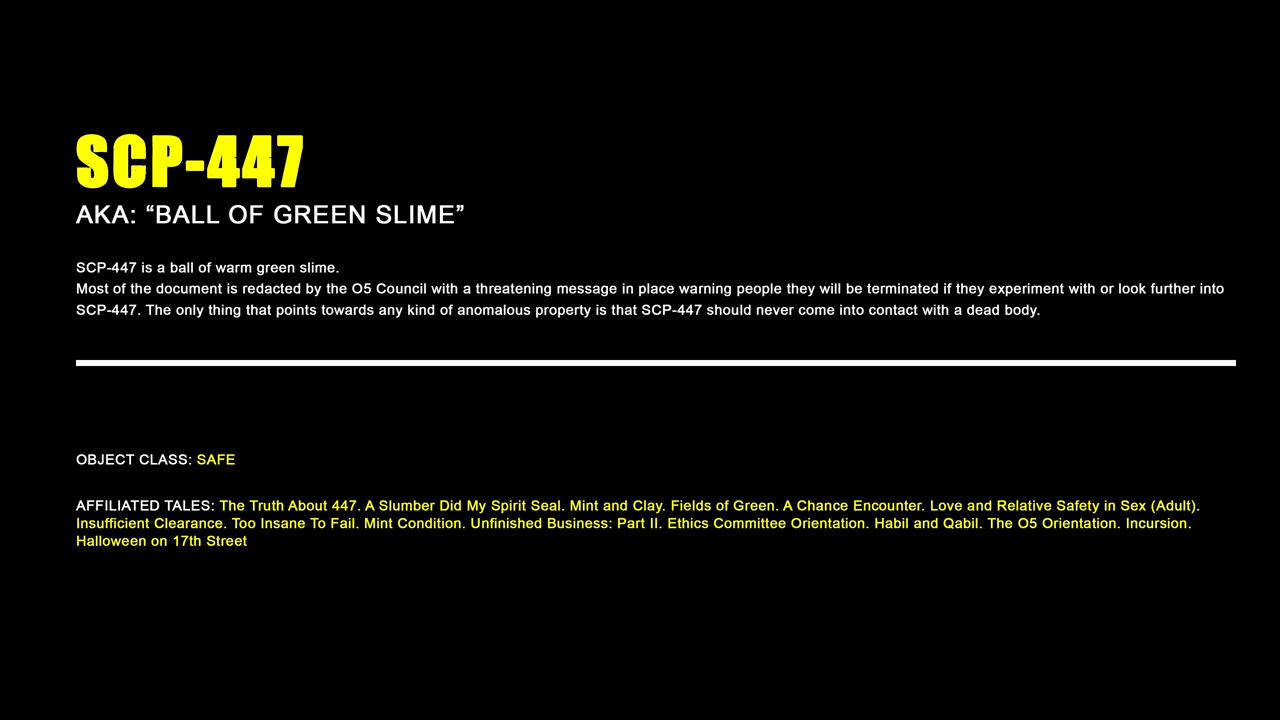 SCP-447
AKA: “BALL OF GREEN SLIME”
SCP-447 is a ball of warm green slime.
Most of the document is redacted by the O5 Council with a threatening message in place warning people they will be terminated if they experiment with or look further into
SCP-447. The only thing that points towards any kind of anomalous property is that SCP-447 should never come into contact with a dead body.
OBJECT CLASS: SAFE
AFFILIATED TALES: The Truth About 447. A Slumber Did My Spirit Seal. Mint and Clay. Fields of Green. A Chance Encounter. Love and Relative Safety in Sex (Adult).
Insufficient Clearance. Too Insane To Fail. Mint Condition. Unfinished Business: Part II. Ethics Committee Orientation. Habil and Qabil. The O5 Orientation. Incursion.
Halloween on 17th Street